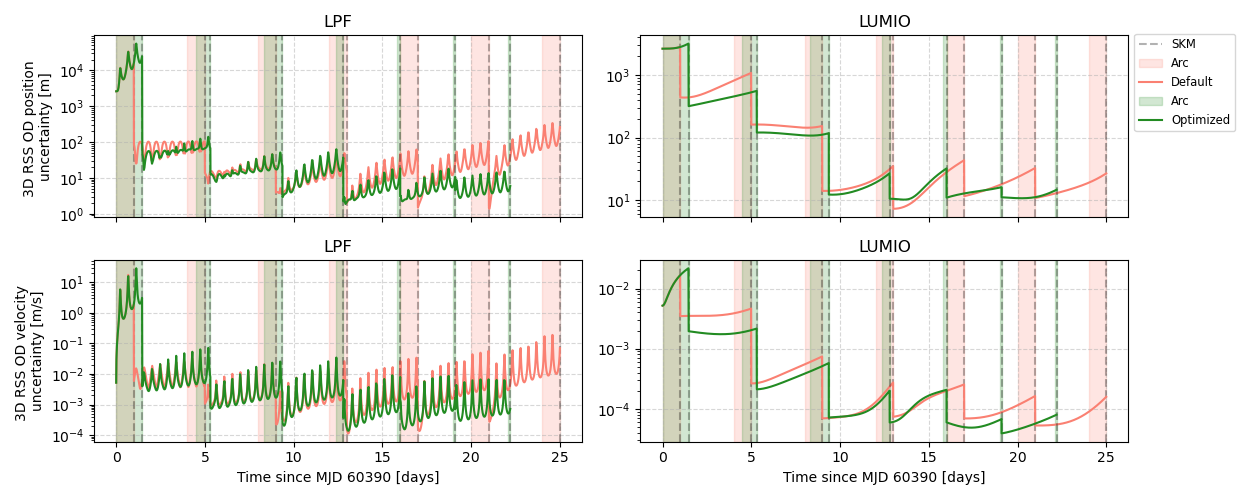 LPF
LUMIO
3D RSS OD position
uncertainty [m]
10⁴
10³
10²
10¹
10⁰
10³
10²
10¹
SKM
Arc
Default
Arc
Optimized
LPF
LUMIO
3D RSS OD velocity
uncertainty [m/s]
10¹
10⁰
10⁻¹
10⁻²
10⁻³
10⁻⁴
10⁻²
10⁻³
10⁻⁴
0 5 10 15 20 25
0 5 10 15 20 25
Time since MJD 60390 [days]
Time since MJD 60390 [days]